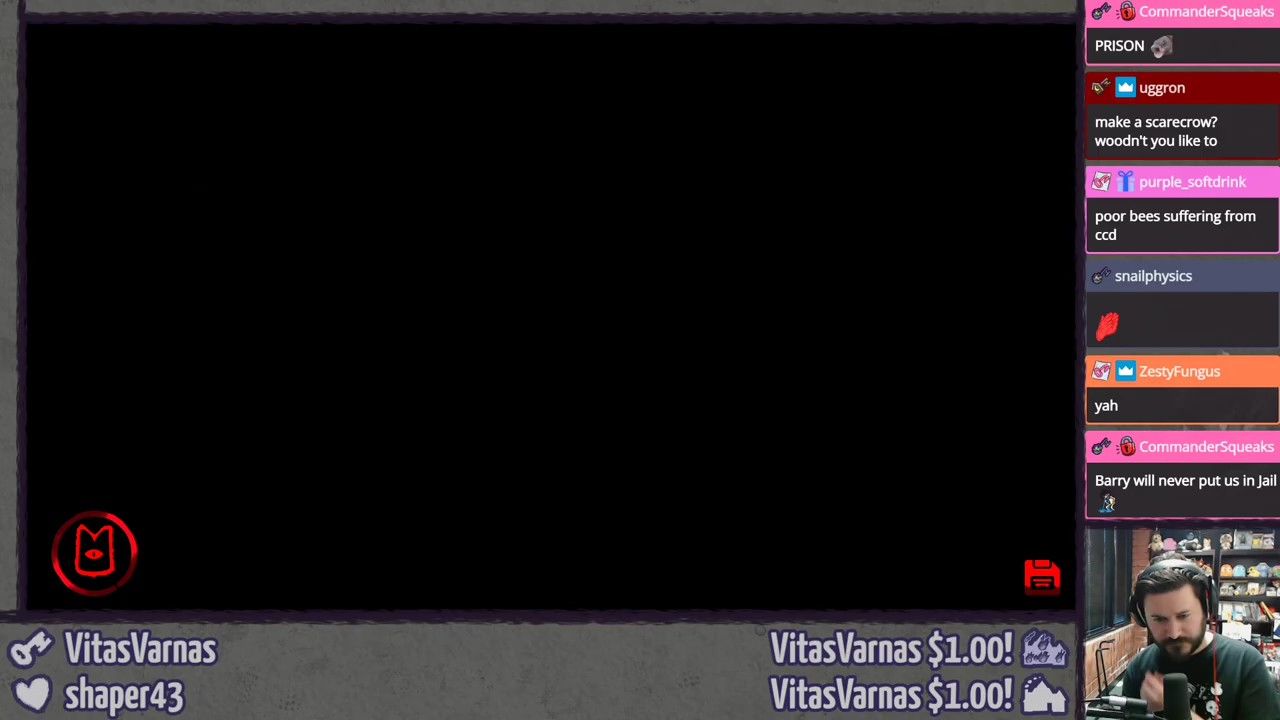 CommanderSqueaks
PRISON
uggron
make a scarecrow?
woodn't you like to
purple_softdrink
poor bees suffering from
ccd
snailphysics
ZestyFungus
yah
CommanderSqueaks
Barry will never put us in Jail
VitasVarnas
shaper43
VitasVarnas $1.00!
VitasVarnas $1.00!